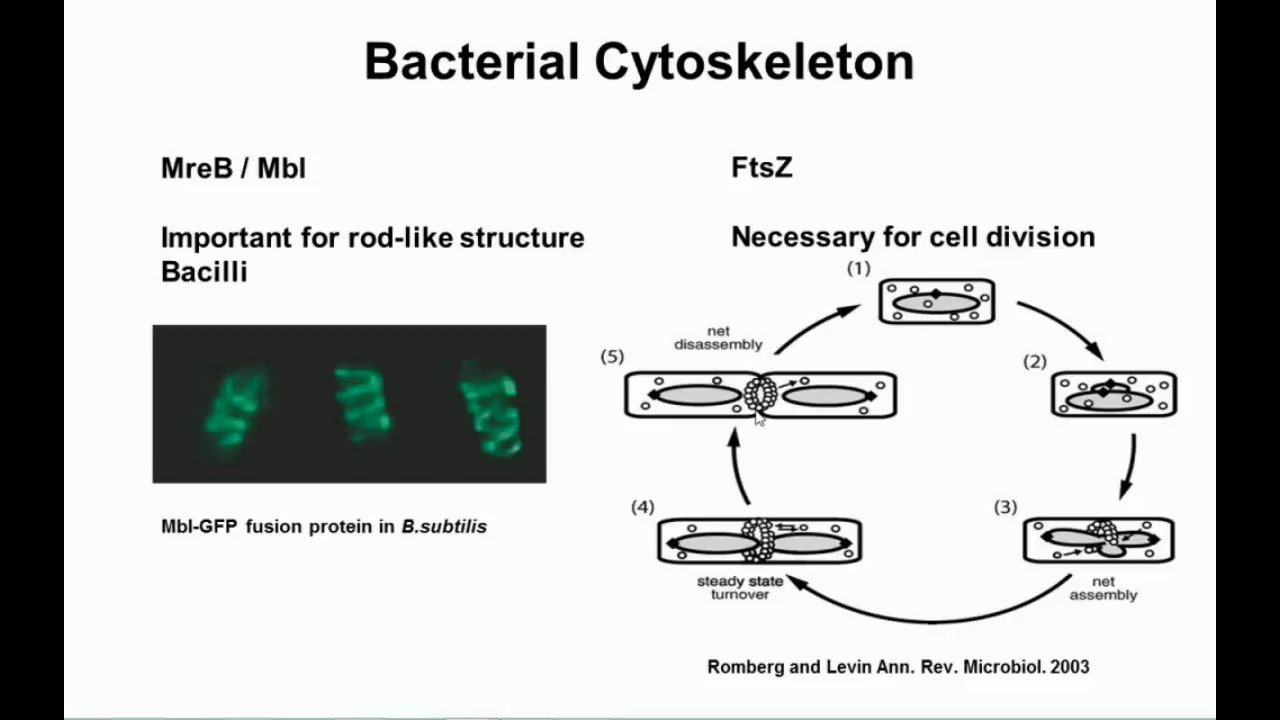 Bacterial Cytoskeleton
MreB / Mbl
Important for rod-like structure
Bacilli
Mbl-GFP fusion protein in B.subtilis
FtsZ
Necessary for cell division
(1)
(2)
(3)
net
assembly
(4)
steady state
turnover
(5)
net
disassembly
Romberg and Levin Ann. Rev. Microbiol. 2003